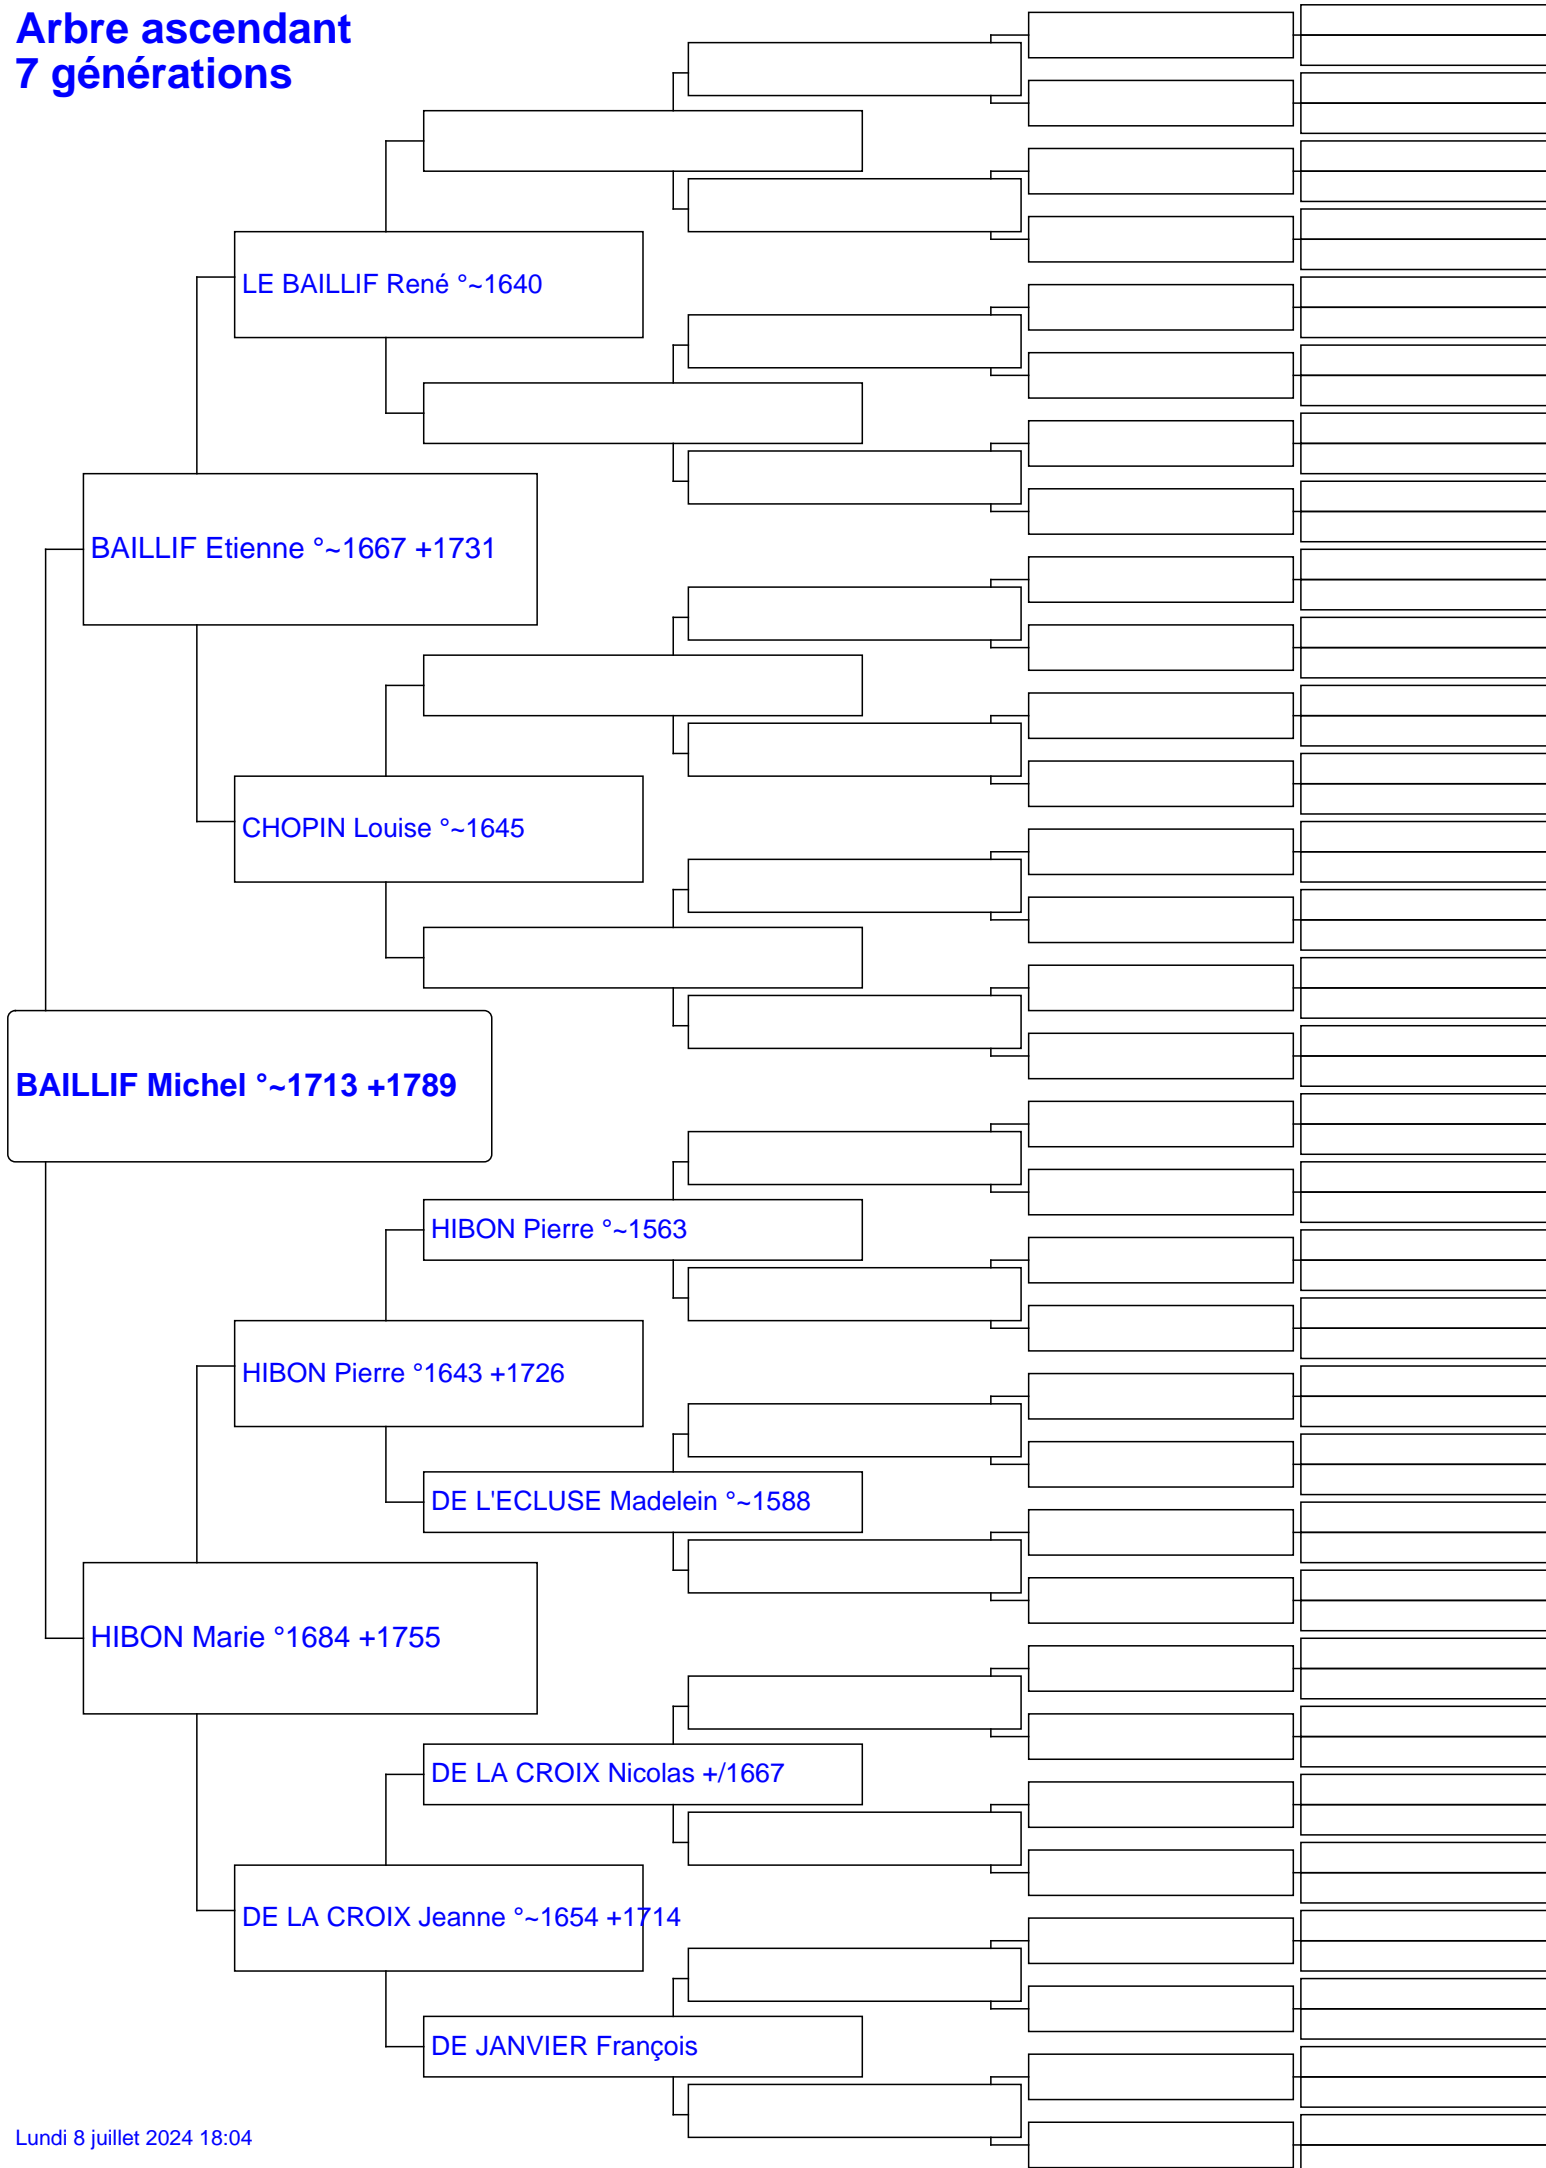 Arbre ascendant
7 générations
LE BAILLIF René °~1640
BAILLIF Etienne °~1667 +1731
CHOPIN Louise °~1645
BAILLIF Michel °~1713 +1789
HIBON Pierre °~1563
HIBON Pierre °1643 +1726
DE L'ECLUSE Madelein °~1588
HIBON Marie °1684 +1755
DE LA CROIX Nicolas +/1667
DE LA CROIX Jeanne °~1654 +1714
DE JANVIER François
Lundi 8 juillet 2024 18:04